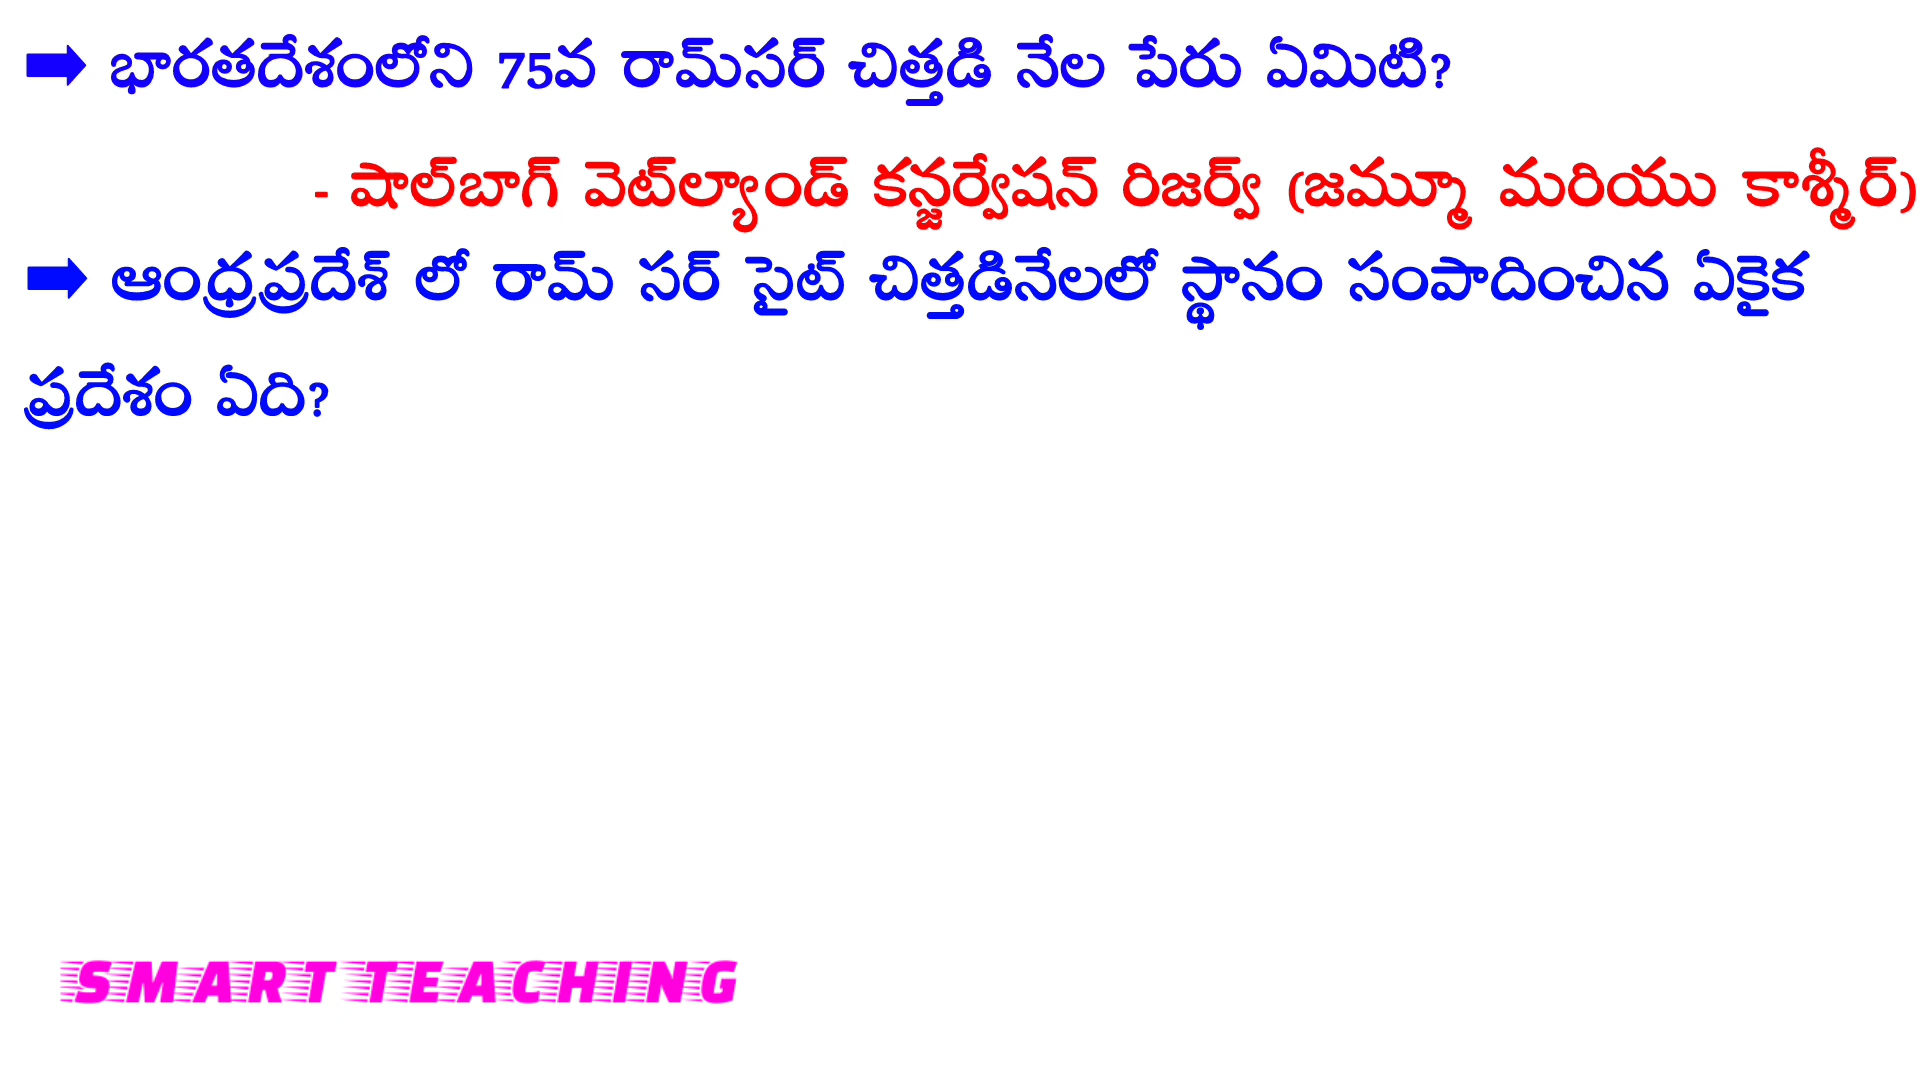 ➡ భారతదేశంలోని 75వ రామ్‌సర్ చిత్తడి నేల పేరు ఏమిటి?
- షాల్‌బాగ్ వెట్‌ల్యాండ్ కన్జర్వేషన్ రిజర్వ్ (జమ్మూ మరియు కాశ్మీర్)
➡ ఆంధ్రప్రదేశ్ లో రామ్ సర్ సైట్ చిత్తడినేలలో స్థానం సంపాదించిన ఏకైక
ప్రదేశం ఏది?
SMART TEACHING